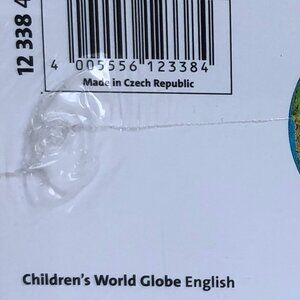 12 338 4
4 005556 123384
Made in Czech Republic
Children's World Globe English